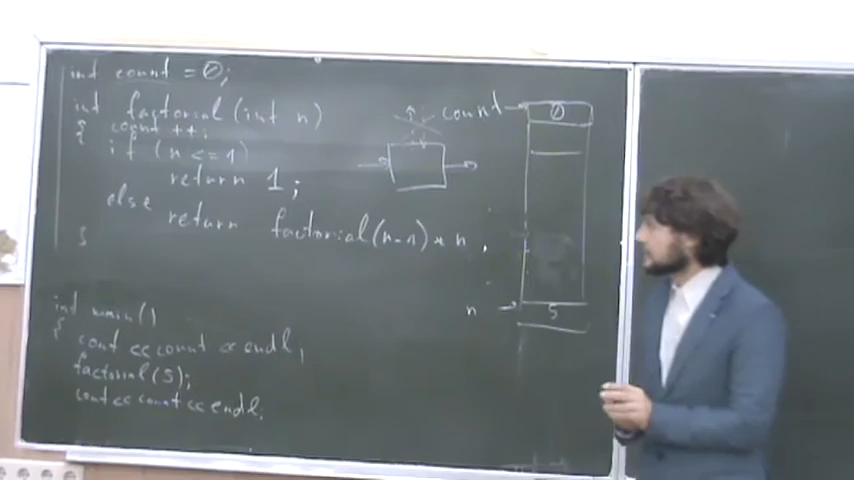 int count = 0;
int factorial (int n)
{ count ++;
if (n <= 1)
return 1;
else
return factorial(n-1) * n ;
}
int main()
{ cout << count << endl;
factorial(5);
cout << count << endl;
count
0
n
5